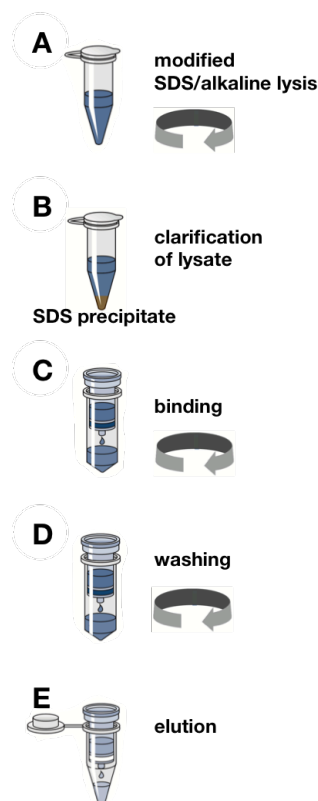 A
modified
SDS/alkaline lysis
B
clarification
of lysate
SDS precipitate
C
binding
D
washing
E
elution